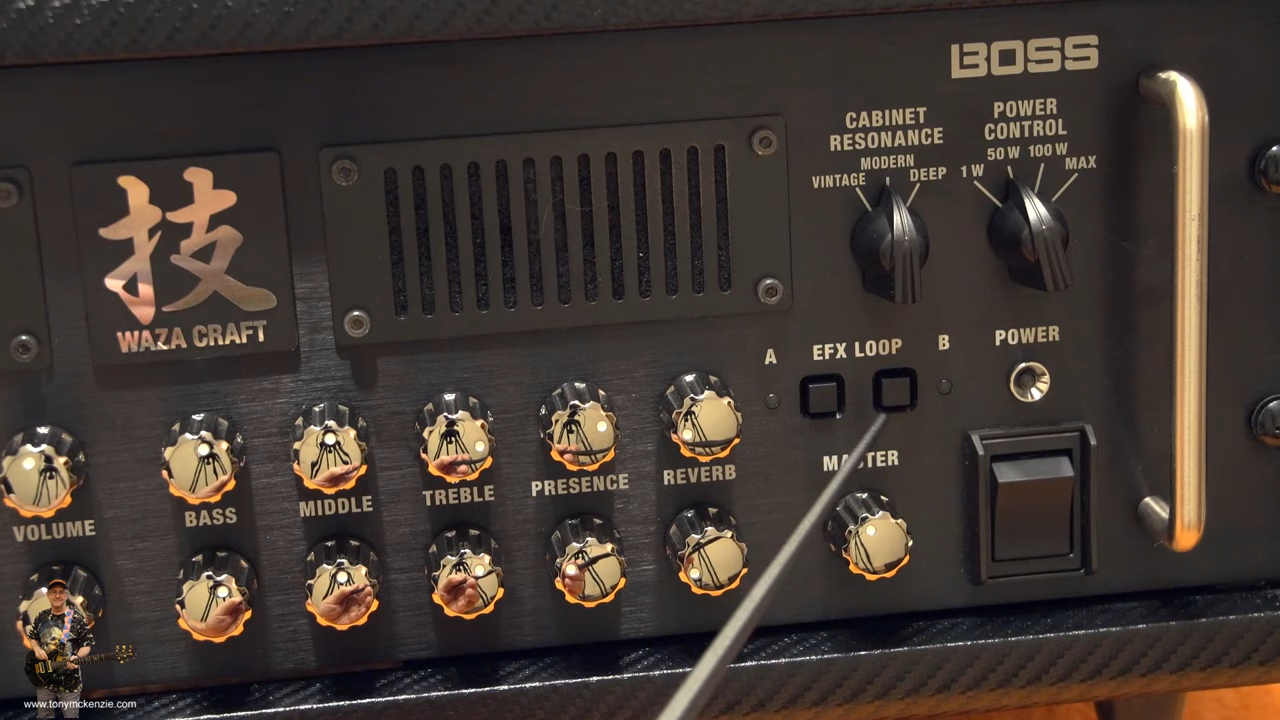 BOSS
CABINET
RESONANCE
VINTAGE
MODERN
DEEP
POWER
CONTROL
1 W
50 W
100 W
MAX
技
WAZA CRAFT
A
EFX LOOP
B
POWER
VOLUME
BASS
MIDDLE
TREBLE
PRESENCE
REVERB
MASTER
www.tonymckenzie.com